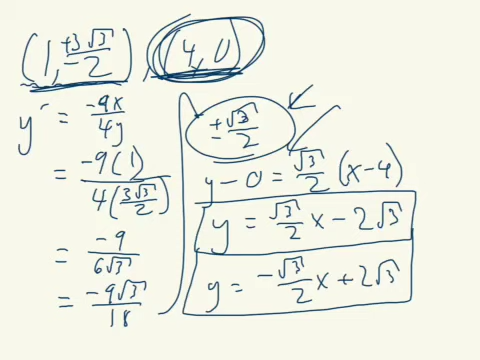 (1, ±3√3/2) (4, 0)
y' = -9x/4y
= -9(1)/4(3√3/2)
= -9/6√3
= -9√3/18
±√3/2
y - 0 = √3/2 (x - 4)
y = √3/2 x - 2√3
y = -√3/2 x + 2√3